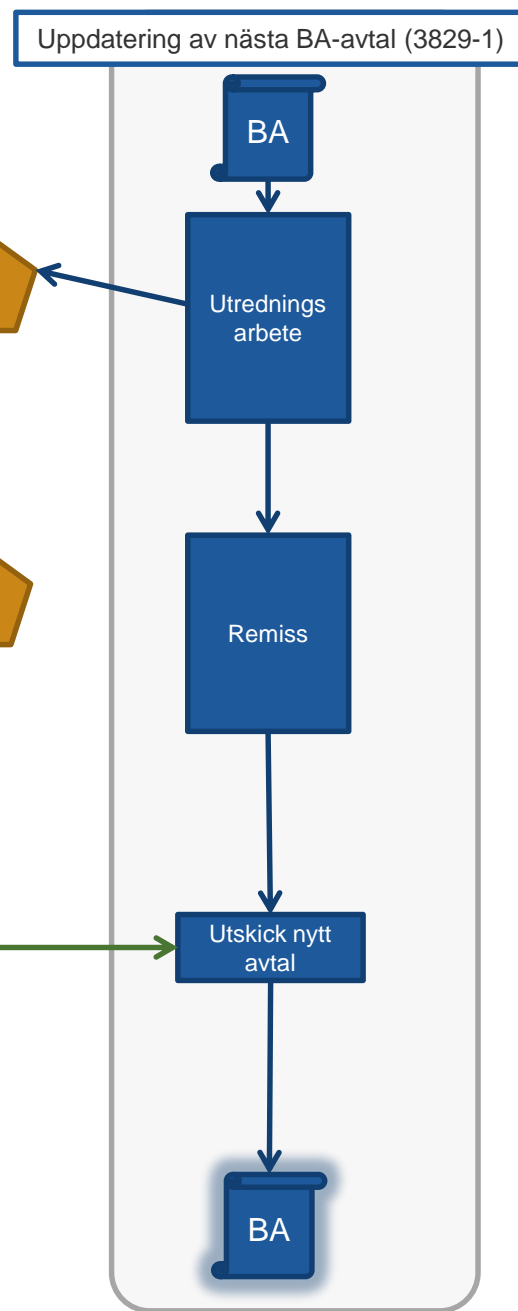 Uppdatering av nästa BA-avtal (3829-1)
BA
Utrednings
arbete
Remiss
Utskick nytt
avtal
BA